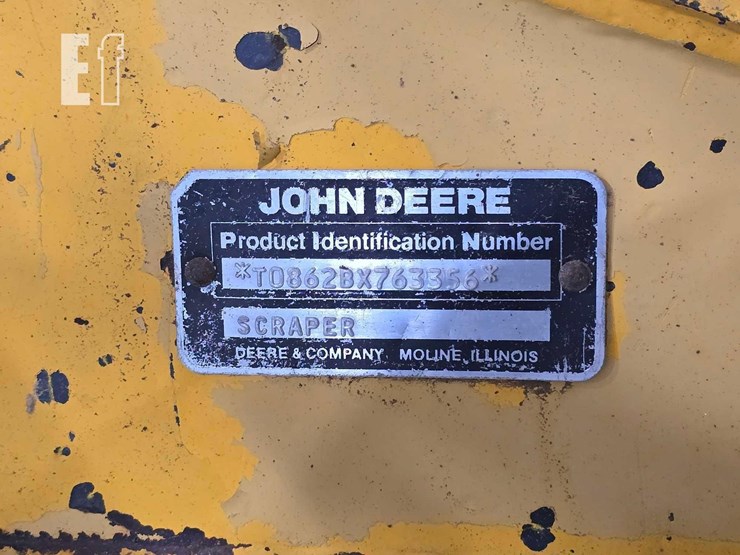 Ef
JOHN DEERE
Product Identification Number
*T0862BX763356*
SCRAPER
DEERE & COMPANY MOLINE, ILLINOIS